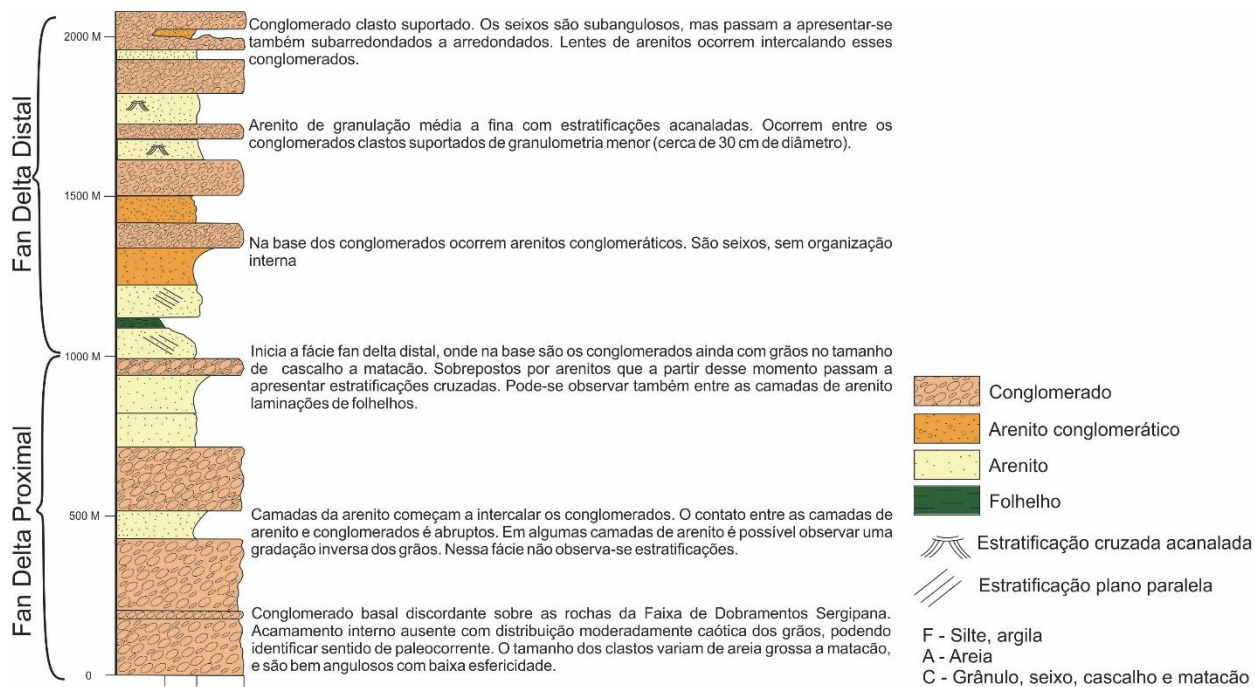 Fan Delta Distal
Fan Delta Proximal
2000 M
1500 M
1000 M
500 M
0
Conglomerado clasto suportado. Os seixos são subangulosos, mas passam a apresentar-se
também subarredondados a arredondados. Lentes de arenitos ocorrem intercalando esses
conglomerados.
Arenito de granulação média a fina com estratificações acanaladas. Ocorrem entre os
conglomerados clastos suportados de granulometria menor (cerca de 30 cm de diâmetro).
Na base dos conglomerados ocorrem arenitos conglomeráticos. São seixos, sem organização
interna
Inicia a fácie fan delta distal, onde na base são os conglomerados ainda com grãos no tamanho
de cascalho a matacão. Sobrepostos por arenitos que a partir desse momento passam a
apresentar estratificações cruzadas. Pode-se observar também entre as camadas de arenito
laminações de folhelhos.
Camadas da arenito começam a intercalar os conglomerados. O contato entre as camadas de
arenito e conglomerados é abruptos. Em algumas camadas de arenito é possível observar uma
gradação inversa dos grãos. Nessa fácie não observa-se estratificações.
Conglomerado basal discordante sobre as rochas da Faixa de Dobramentos Sergipana.
Acamamento interno ausente com distribuição moderadamente caótica dos grãos, podendo
identificar sentido de paleocorrente. O tamanho dos clastos variam de areia grossa a matacão,
e são bem angulosos com baixa esfericidade.
Conglomerado
Arenito conglomerático
Arenito
Folhelho
Estratificação cruzada acanalada
Estratificação plano paralela
F - Silte, argila
A - Areia
C - Grânulo, seixo, cascalho e matacão